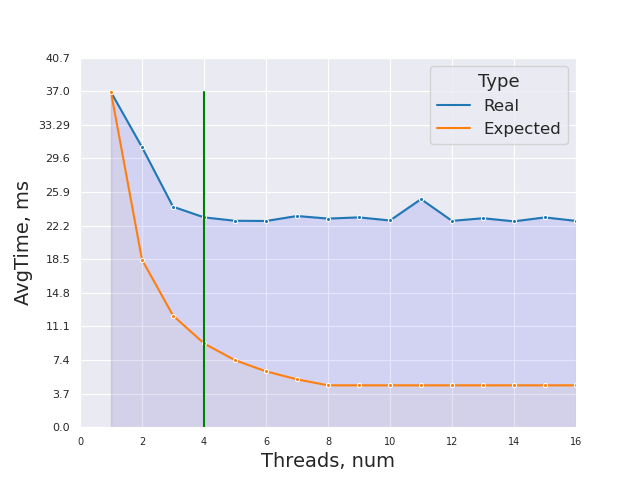 40.7
37.0
33.29
29.6
25.9
22.2
18.5
14.8
11.1
7.4
3.7
0.0
AvgTime, ms
Type
Real
Expected
0 2 4 6 8 10 12 14 16
Threads, num